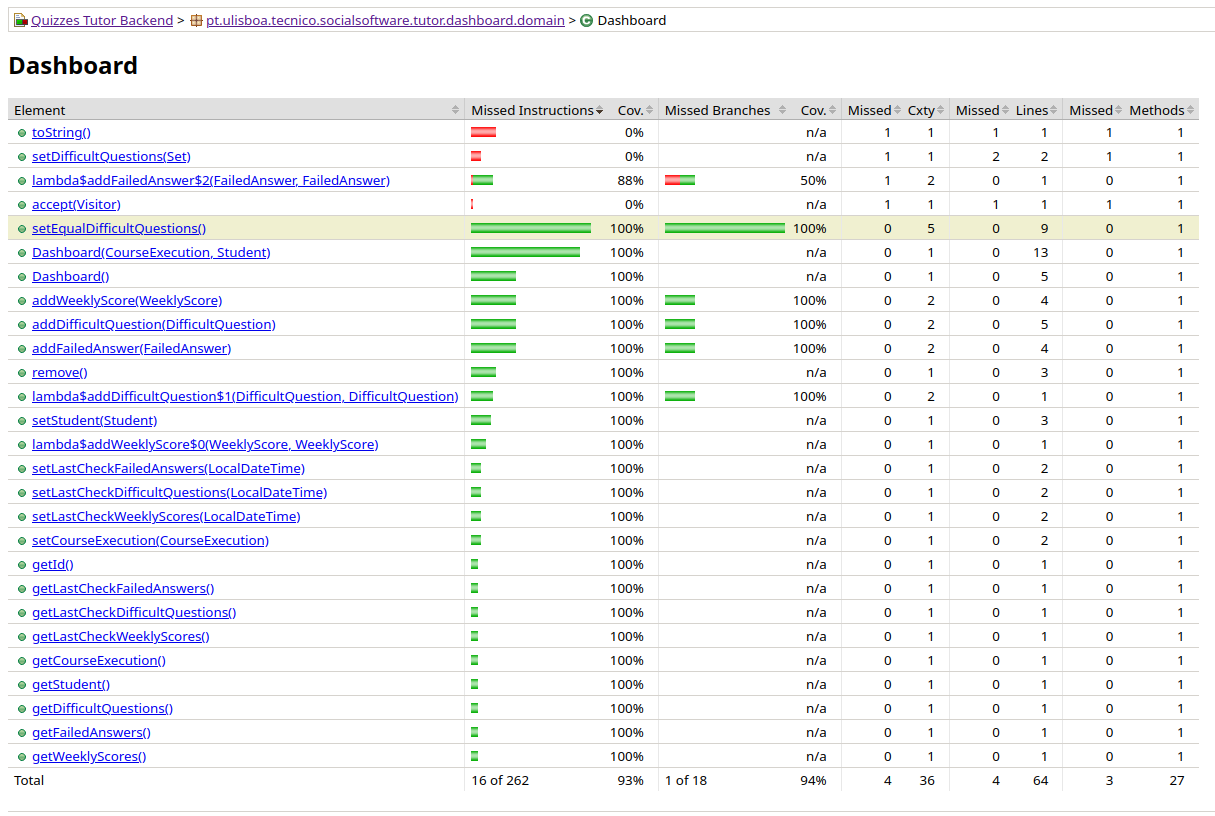 Quizzes Tutor Backend > pt.ulisboa.tecnico.socialsoftware.tutor.dashboard.domain > Dashboard
Dashboard
Element Missed Instructions Cov. Missed Branches Cov. Missed Cxty Missed Lines Missed Methods
toString() 0% n/a 1 1 1 1 1 1
setDifficultQuestions(Set) 0% n/a 1 1 2 2 1 1
lambda$addFailedAnswer$2(FailedAnswer, FailedAnswer) 88% 50% 1 2 0 1 0 1
accept(Visitor) 0% n/a 1 1 1 1 1 1
setEqualDifficultQuestions() 100% 100% 0 5 0 9 0 1
Dashboard(CourseExecution, Student) 100% n/a 0 1 0 13 0 1
Dashboard() 100% n/a 0 1 0 5 0 1
addWeeklyScore(WeeklyScore) 100% 100% 0 2 0 4 0 1
addDifficultQuestion(DifficultQuestion) 100% 100% 0 2 0 5 0 1
addFailedAnswer(FailedAnswer) 100% 100% 0 2 0 4 0 1
remove() 100% n/a 0 1 0 3 0 1
lambda$addDifficultQuestion$1(DifficultQuestion, DifficultQuestion) 100% 100% 0 2 0 1 0 1
setStudent(Student) 100% n/a 0 1 0 3 0 1
lambda$addWeeklyScore$0(WeeklyScore, WeeklyScore) 100% n/a 0 1 0 1 0 1
setLastCheckFailedAnswers(LocalDateTime) 100% n/a 0 1 0 2 0 1
setLastCheckDifficultQuestions(LocalDateTime) 100% n/a 0 1 0 2 0 1
setLastCheckWeeklyScores(LocalDateTime) 100% n/a 0 1 0 2 0 1
setCourseExecution(CourseExecution) 100% n/a 0 1 0 2 0 1
getId() 100% n/a 0 1 0 1 0 1
getLastCheckFailedAnswers() 100% n/a 0 1 0 1 0 1
getLastCheckDifficultQuestions() 100% n/a 0 1 0 1 0 1
getLastCheckWeeklyScores() 100% n/a 0 1 0 1 0 1
getCourseExecution() 100% n/a 0 1 0 1 0 1
getStudent() 100% n/a 0 1 0 1 0 1
getDifficultQuestions() 100% n/a 0 1 0 1 0 1
getFailedAnswers() 100% n/a 0 1 0 1 0 1
getWeeklyScores() 100% n/a 0 1 0 1 0 1
Total 16 of 262 93% 1 of 18 94% 4 36 4 64 3 27